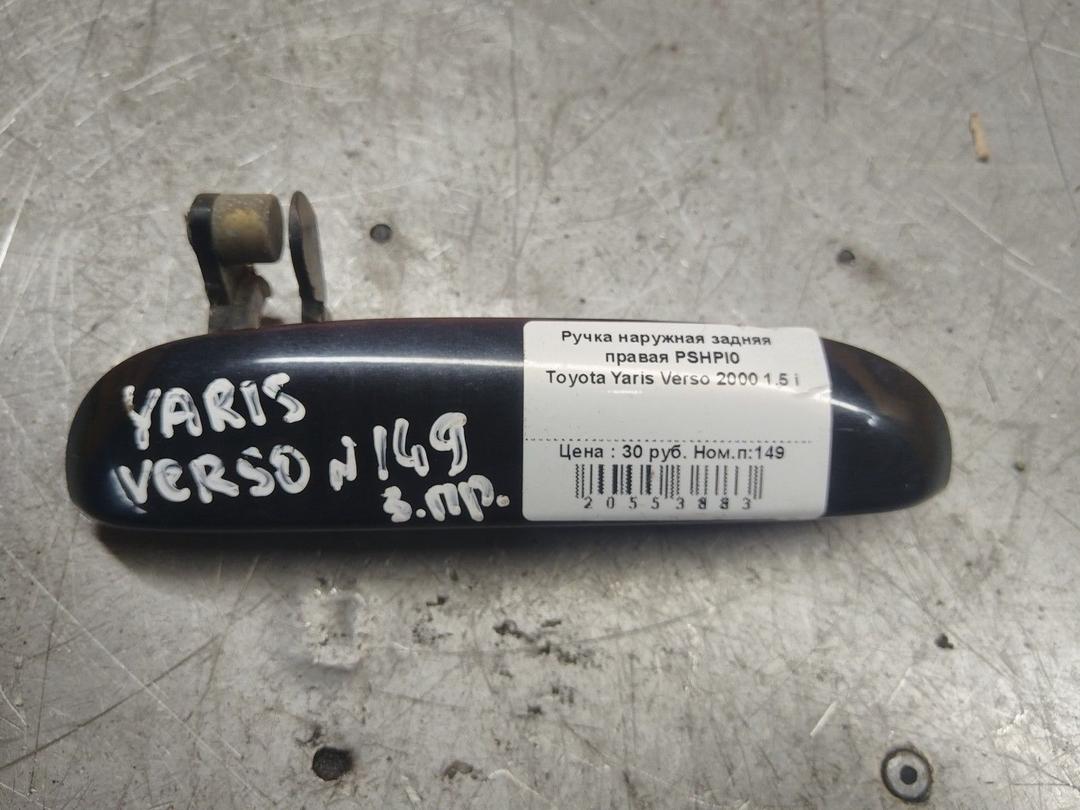 YARIS
VERSO N149
з.пр.
Ручка наружная задняя
правая PSHPI0
Toyota Yaris Verso 2000 1.5 i
Цена : 30 руб. Ном.п:149
20553883